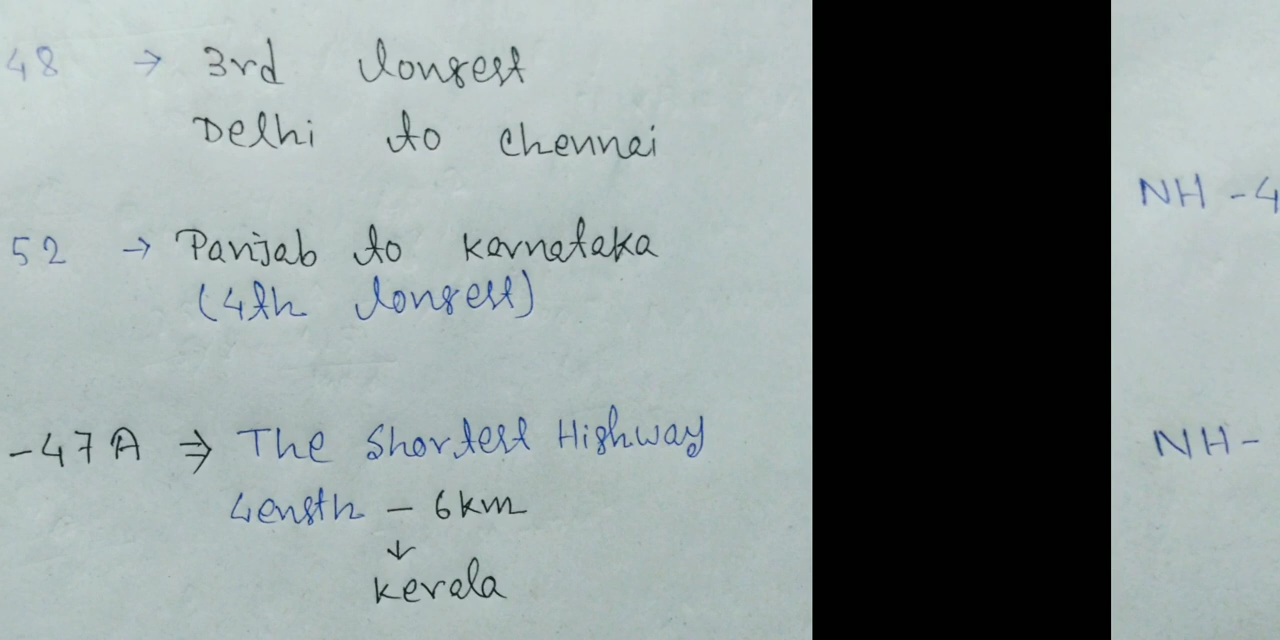 48 → 3rd longest
Delhi to Chennai
52 → Panjab to Karnataka
(4th longest)
-47A ⇒ The Shortest Highway
Length - 6km
↓
Kerala
NH -4
NH-